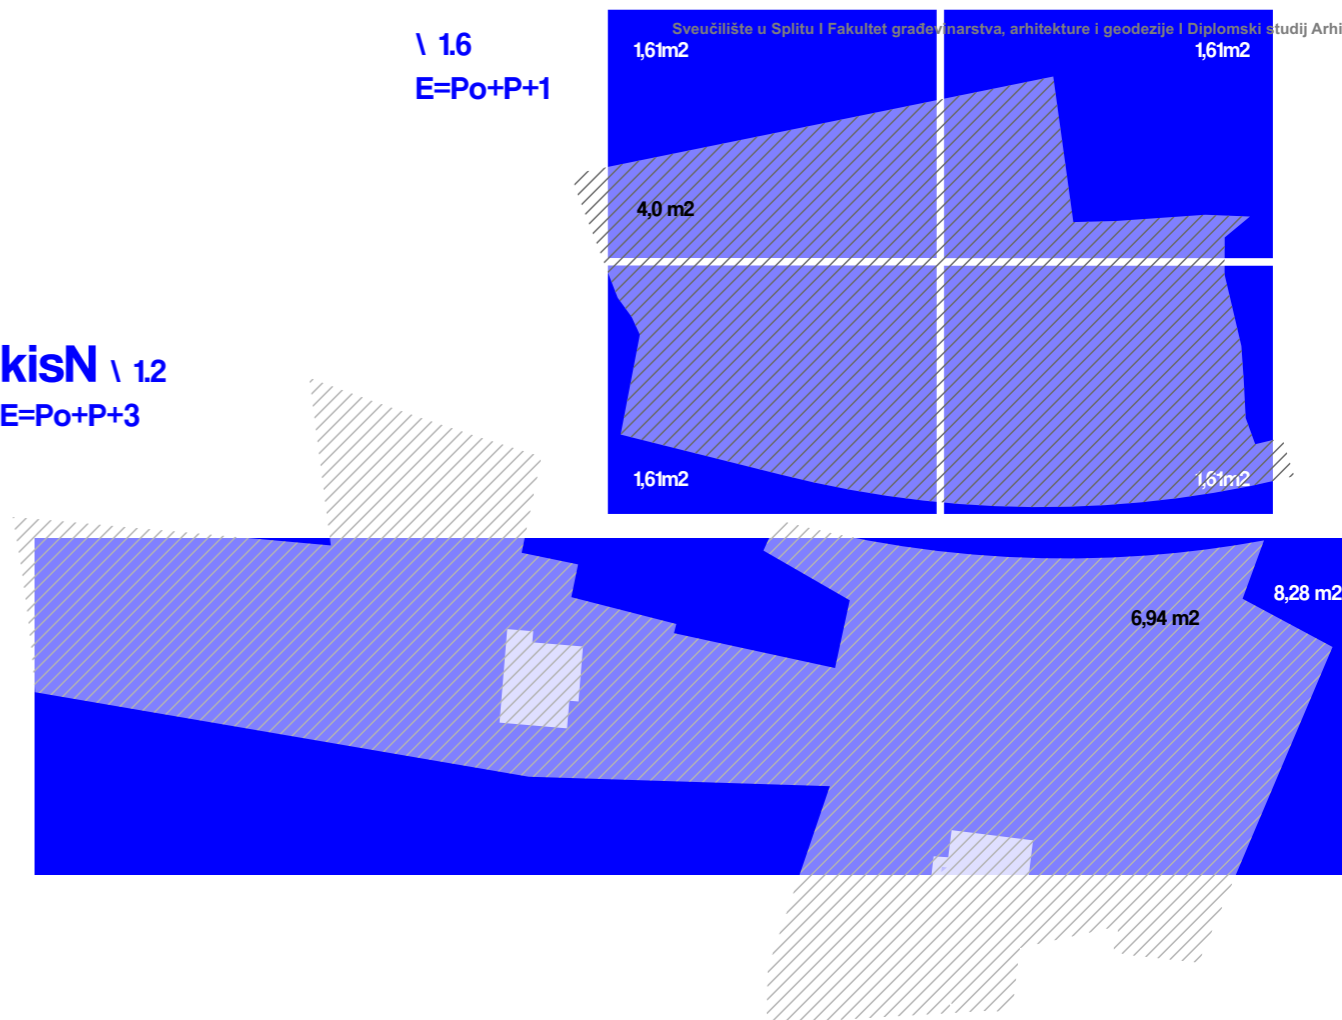 Sveučilište u Splitu I Fakultet građevinarstva, arhitekture i geodezije I Diplomski studij Arhi
\ 1.6
E=Po+P+1
1,61m2
1,61m2
4,0 m2
kisN \ 1.2
E=Po+P+3
1,61m2
1,61m2
8,28 m2
6,94 m2